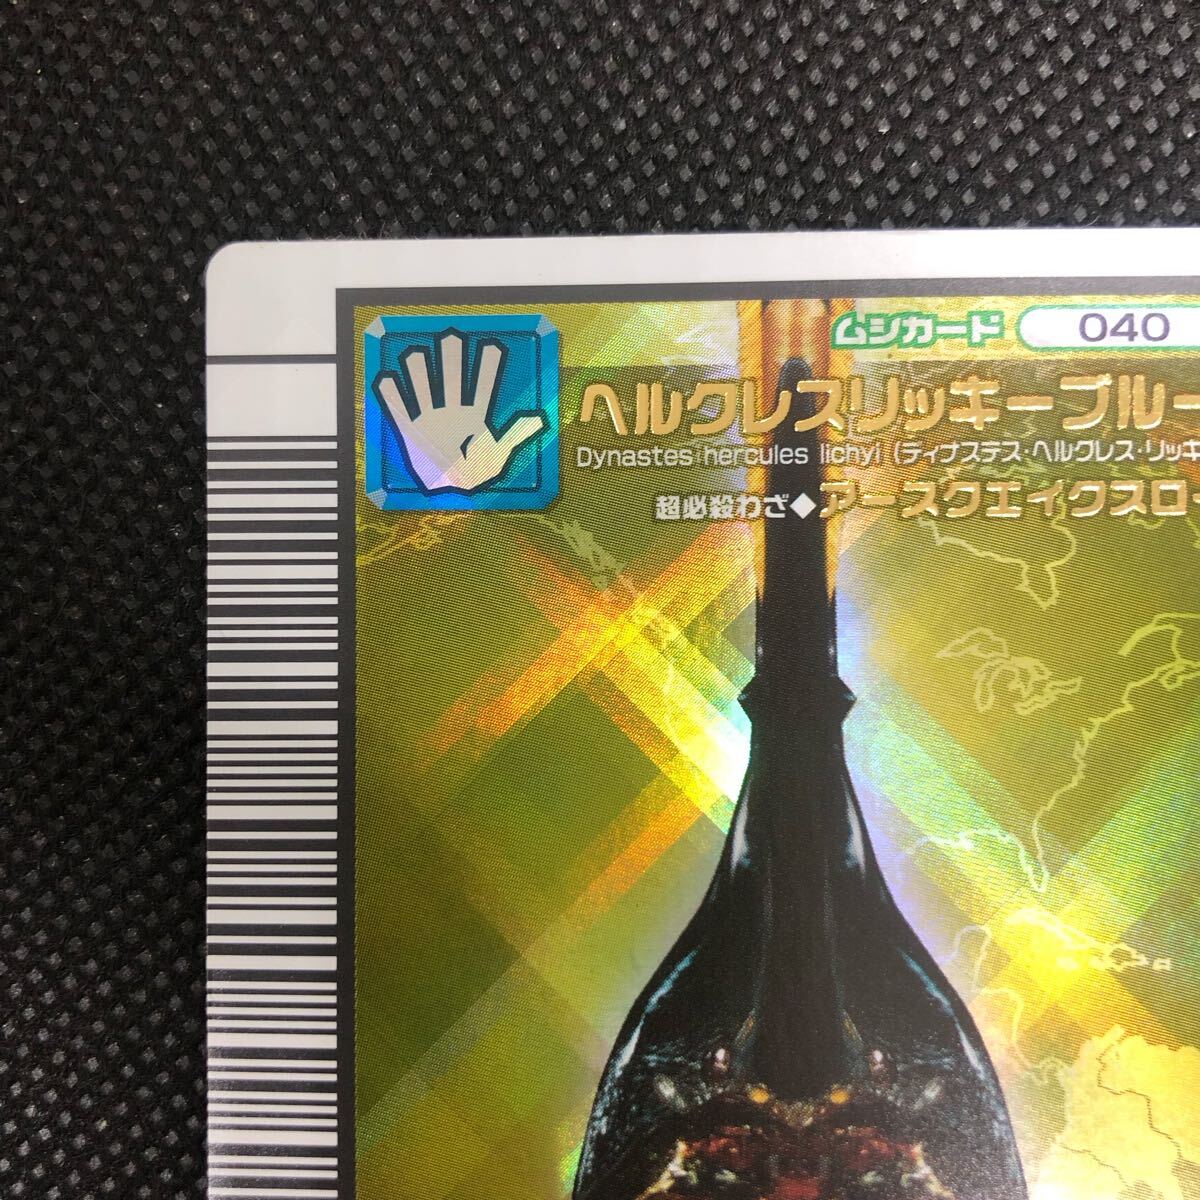 ムシカード 040
ヘルクレスリッキーブルー
Dynastes hercules lichyi (ディナステス・ヘルクレス・リッキ
超必殺わざ◆アースクエイクスロ